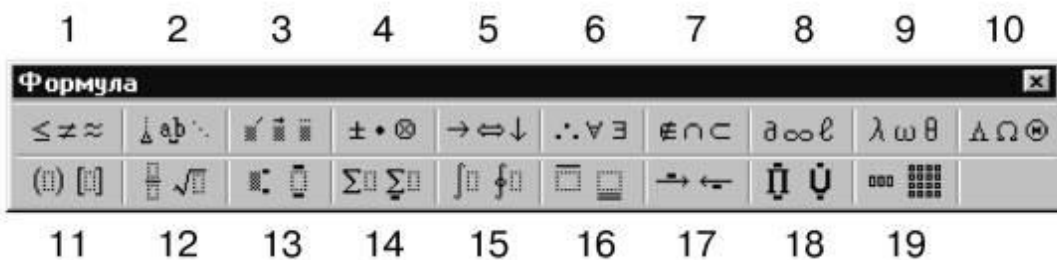 1 2 3 4 5 6 7 8 9 10
Формула
≤ ≠ ≈ a b ⋱ ± • ⊗ → ⇔ ↓ ∴ ∀ ∃ ∉ ∩ ⊂ ∂ ∞ ℓ λ ω θ Λ Ω Θ
(▯) [▯] √▯ Σ▯ Σ▯ ∫▯ ∮▯ → ← Π Ụ
11 12 13 14 15 16 17 18 19